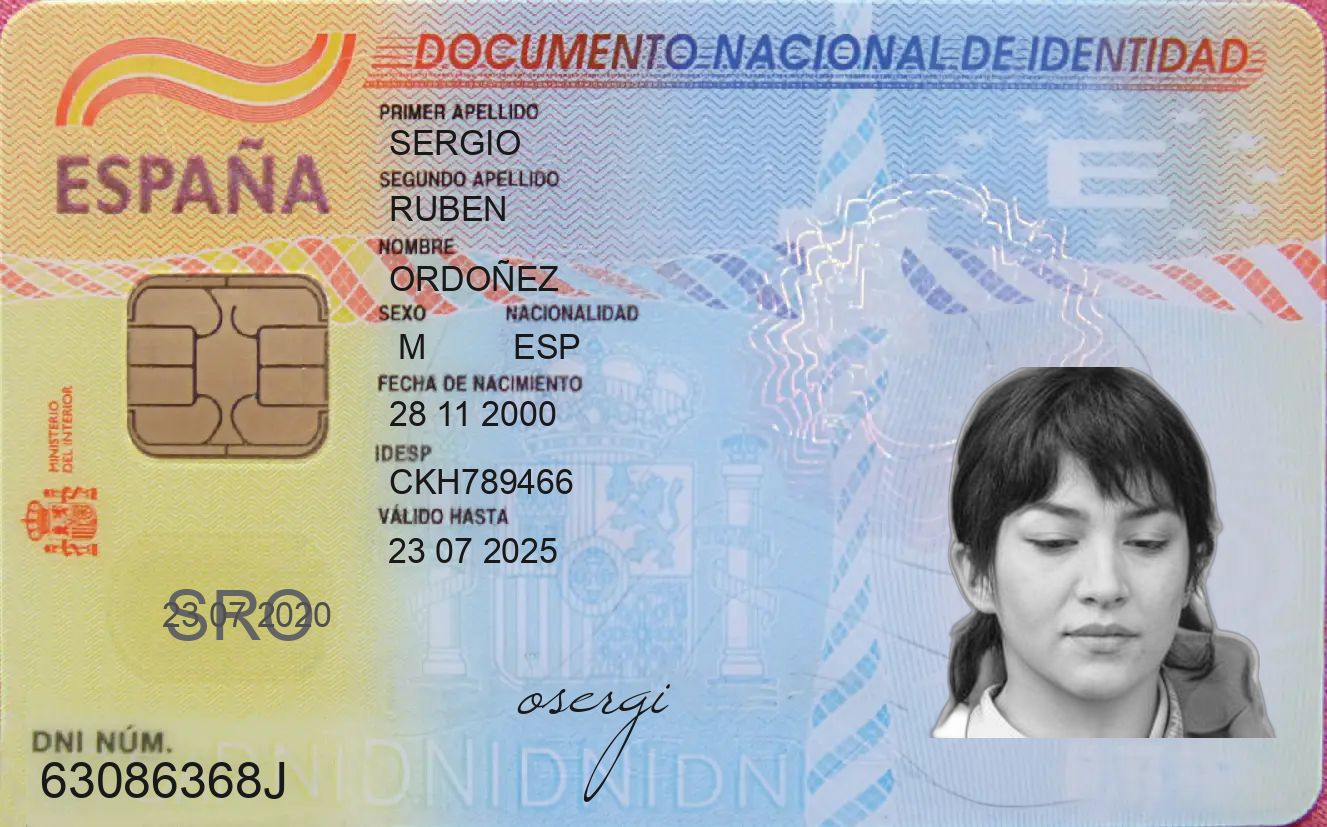 DOCUMENTO NACIONAL DE IDENTIDAD
ESPAÑA
PRIMER APELLIDO
SERGIO
SEGUNDO APELLIDO
RUBEN
NOMBRE
ORDOÑEZ
SEXO NACIONALIDAD
M ESP
FECHA DE NACIMIENTO
28 11 2000
IDESP
CKH789466
VÁLIDO HASTA
23 07 2025
MINISTERIO
DEL INTERIOR
E
23 07 2020
SRO
osergi
DNI NÚM.
63086368J
DNIDNIDNIDNI